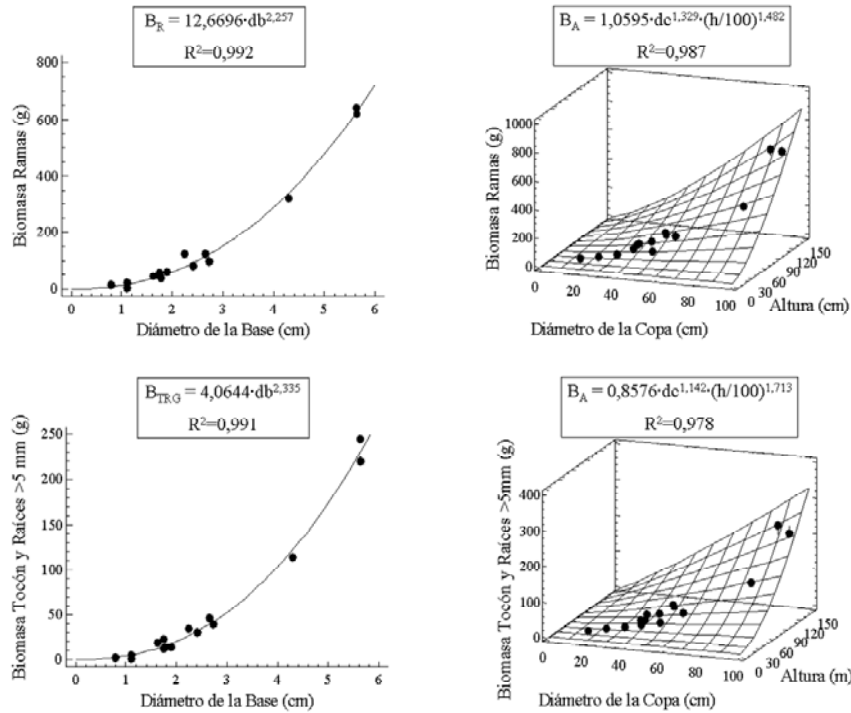 B_R = 12,6696·db^2,257
R^2=0,992
Biomasa Ramas (g)
800
600
400
200
0
0 1 2 3 4 5 6
Diámetro de la Base (cm)
B_A = 1,0595·dc^1,329·(h/100)^1,482
R^2=0,987
Biomasa Ramas (g)
1000
800
600
400
200
0
0 20 40 60 80 100
0 30 60 90 120 150
Altura (cm)
Diámetro de la Copa (cm)
B_TRG = 4,0644·db^2,335
R^2=0,991
Biomasa Tocón y Raíces >5 mm (g)
250
200
150
100
50
0
0 1 2 3 4 5 6
Diámetro de la Base (cm)
B_A = 0,8576·dc^1,142·(h/100)^1,713
R^2=0,978
Biomasa Tocón y Raíces >5mm (g)
400
300
200
100
0
0 20 40 60 80 100
0 30 60 90 120 150
Altura (m)
Diámetro de la Copa (cm)